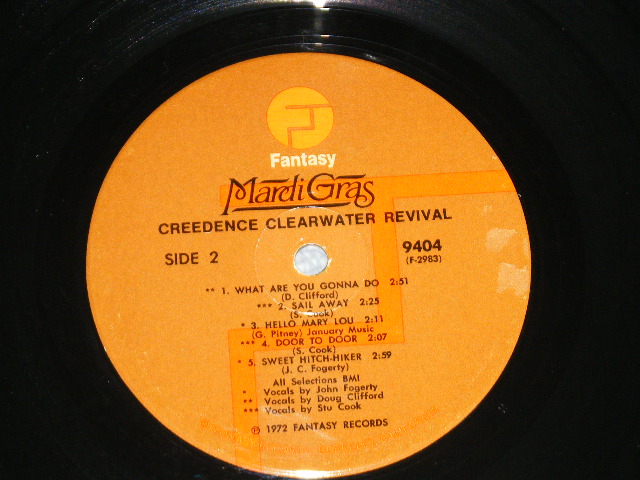 Fantasy
Mardi Gras
CREEDENCE CLEARWATER REVIVAL
SIDE 2
9404
(F-2983)
** 1. WHAT ARE YOU GONNA DO 2:51
(D. Clifford)
*** 2. SAIL AWAY 2:25
(S. Cook)
* 3. HELLO MARY LOU 2:11
(G. Pitney) January Music
*** 4. DOOR TO DOOR 2:07
(S. Cook)
* 5. SWEET HITCH-HIKER 2:59
(J. C. Fogerty)
All Selections BMI
* Vocals by John Fogerty
** Vocals by Doug Clifford
*** Vocals by Stu Cook
℗ 1972 FANTASY RECORDS